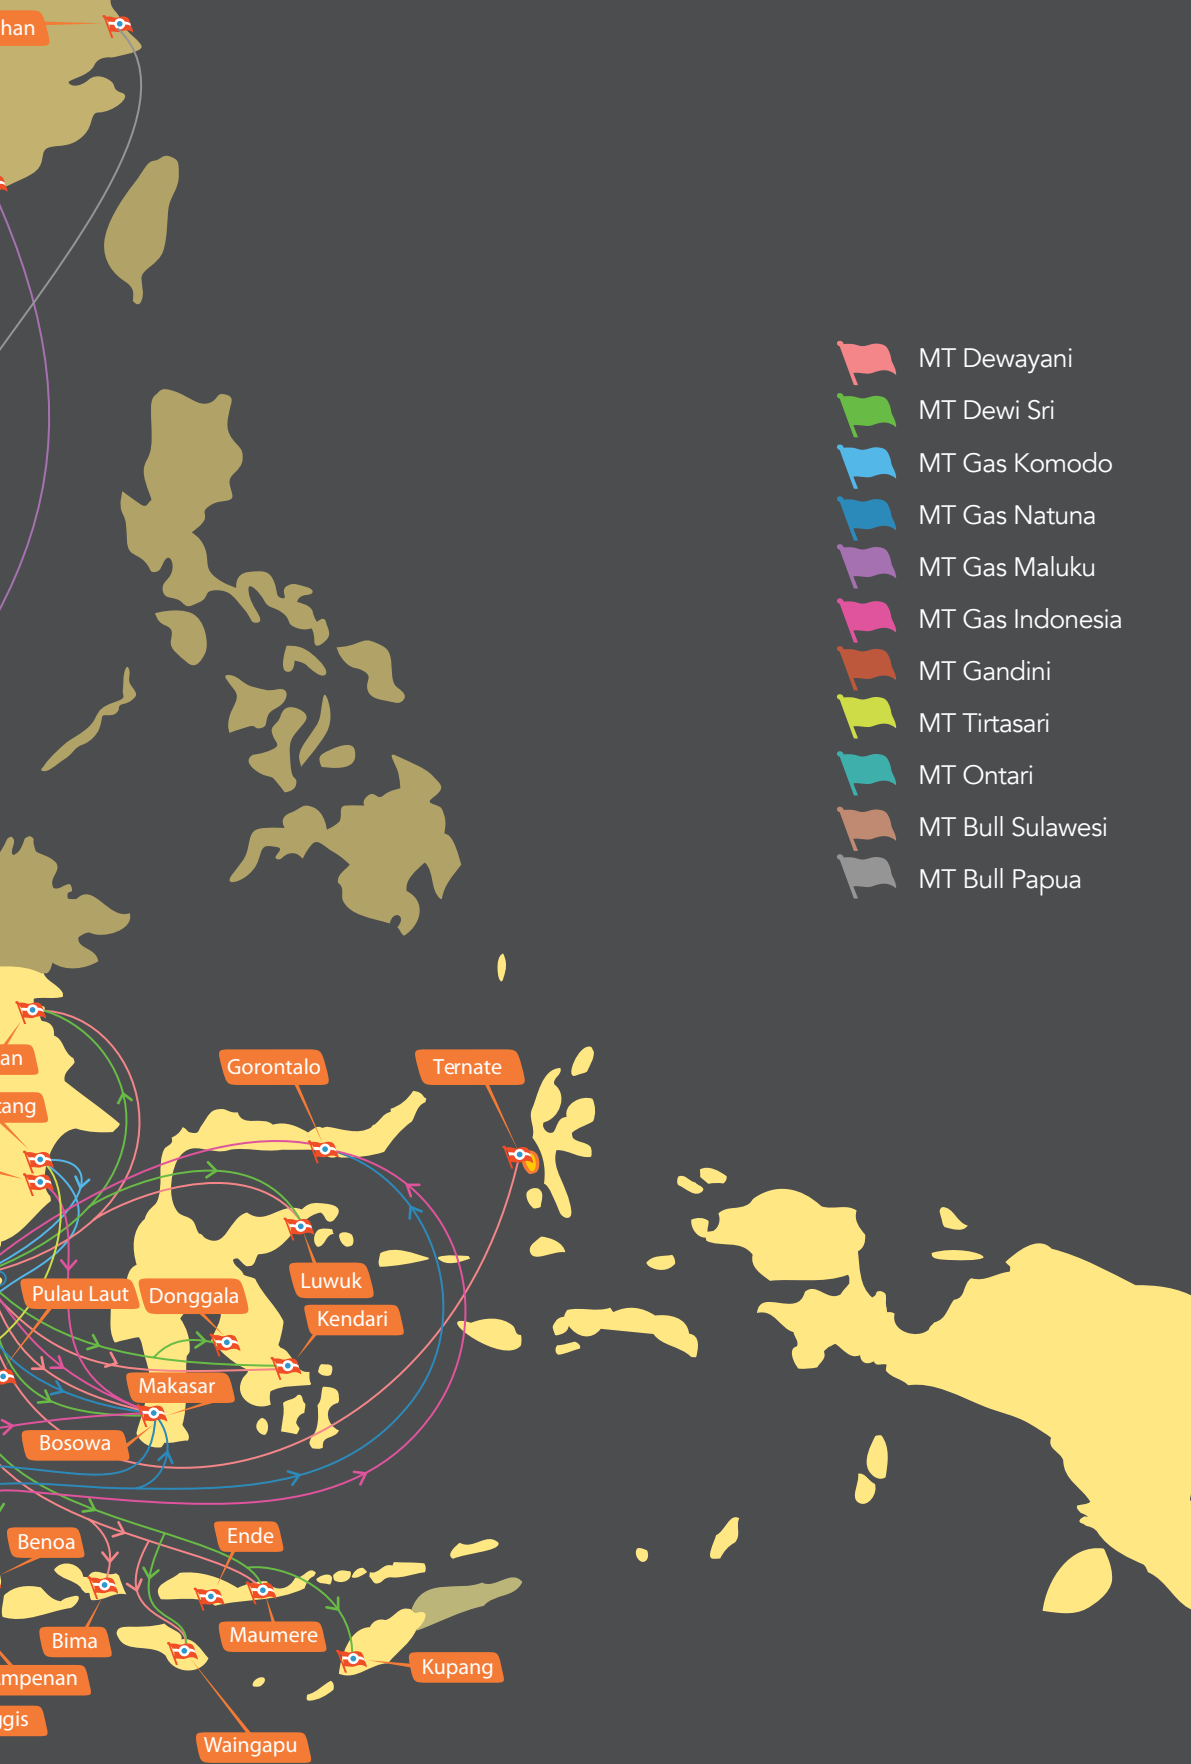 han
MT Dewayani
MT Dewi Sri
MT Gas Komodo
MT Gas Natuna
MT Gas Maluku
MT Gas Indonesia
MT Gandini
MT Tirtasari
MT Ontari
MT Bull Sulawesi
MT Bull Papua
an
Gorontalo
Ternate
tang
Luwuk
Pulau Laut
Donggala
Kendari
Makasar
Bosowa
Ende
Benoa
Maumere
Bima
Kupang
mpenan
ggis
Waingapu